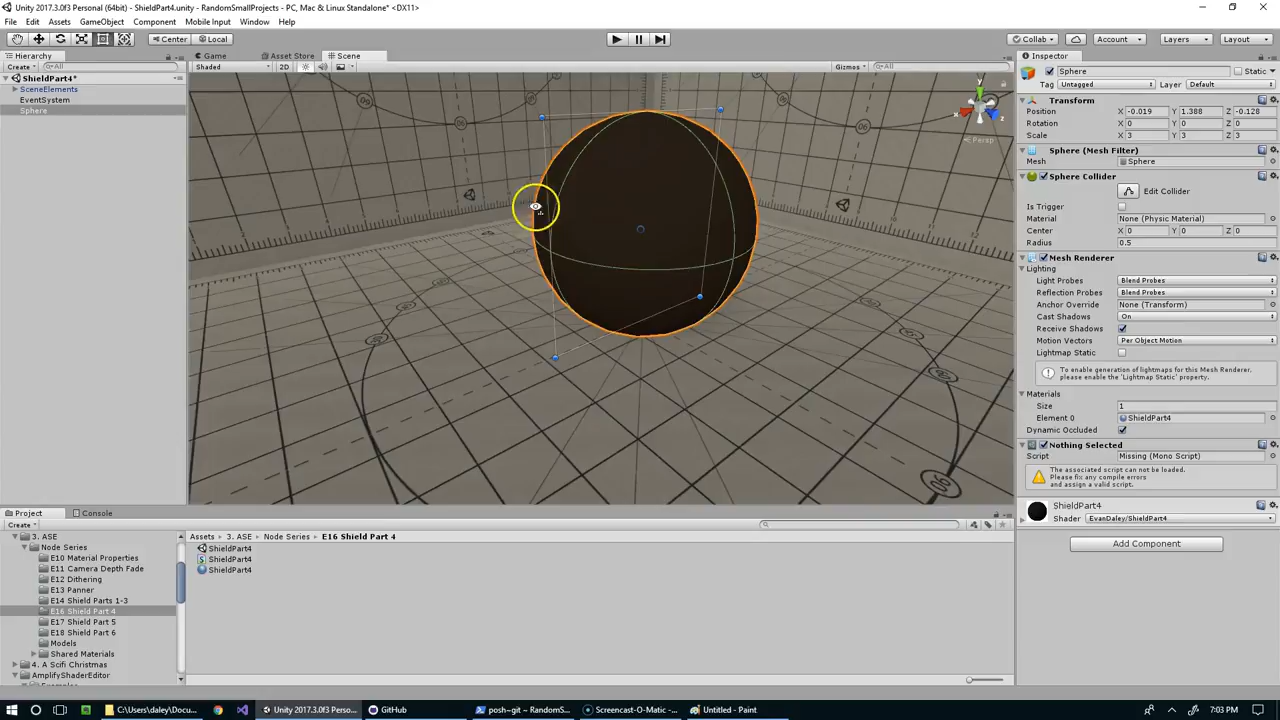 Unity 2017.3.0f3 Personal (64bit) - ShieldPart4.unity - RandomSmallProjects - PC, Mac & Linux Standalone* <DX11>
File Edit Assets GameObject Component Mobile Input Window Help
Center Local Collab Account Layers Layout
Hierarchy Game Asset Store Scene Inspector
Create All Shaded 2D Gizmos All
ShieldPart4*
SceneElements
EventSystem
Sphere
Persp
Sphere Static
Tag Untagged Layer Default
Transform
Position X -0.019 Y 1.388 Z -0.128
Rotation X 0 Y 0 Z 0
Scale X 3 Y 3 Z 3
Sphere (Mesh Filter)
Mesh Sphere
Sphere Collider
Edit Collider
Is Trigger
Material None (Physic Material)
Center X 0 Y 0 Z 0
Radius 0.5
Mesh Renderer
Lighting
Light Probes Blend Probes
Reflection Probes Blend Probes
Anchor Override None (Transform)
Cast Shadows On
Receive Shadows
Motion Vectors Per Object Motion
Lightmap Static
To enable generation of lightmaps for this Mesh Renderer, please enable the 'Lightmap Static' property.
Materials
Size 1
Element 0 ShieldPart4
Dynamic Occluded
Nothing Selected
Script Missing (Mono Script)
The associated script can not be loaded.
Please fix any compile errors
and assign a valid script.
ShieldPart4
Shader EvanDaley/ShieldPart4
Add Component
Project Console
Create
3. ASE
Node Series
E10 Material Properties
E11 Camera Depth Fade
E12 Dithering
E13 Panner
E14 Shield Parts 1-3
E16 Shield Part 4
E17 Shield Part 5
E18 Shield Part 6
Models
Shared Materials
4. A Scifi Christmas
AmplifyShaderEditor
Assets 3. ASE Node Series E16 Shield Part 4
ShieldPart4
ShieldPart4
ShieldPart4
C:\Users\daley\Docu... Unity 2017.3.0f3 Perso... GitHub posh~git ~ RandomS... Screencast-O-Matic -... Untitled - Paint 7:03 PM